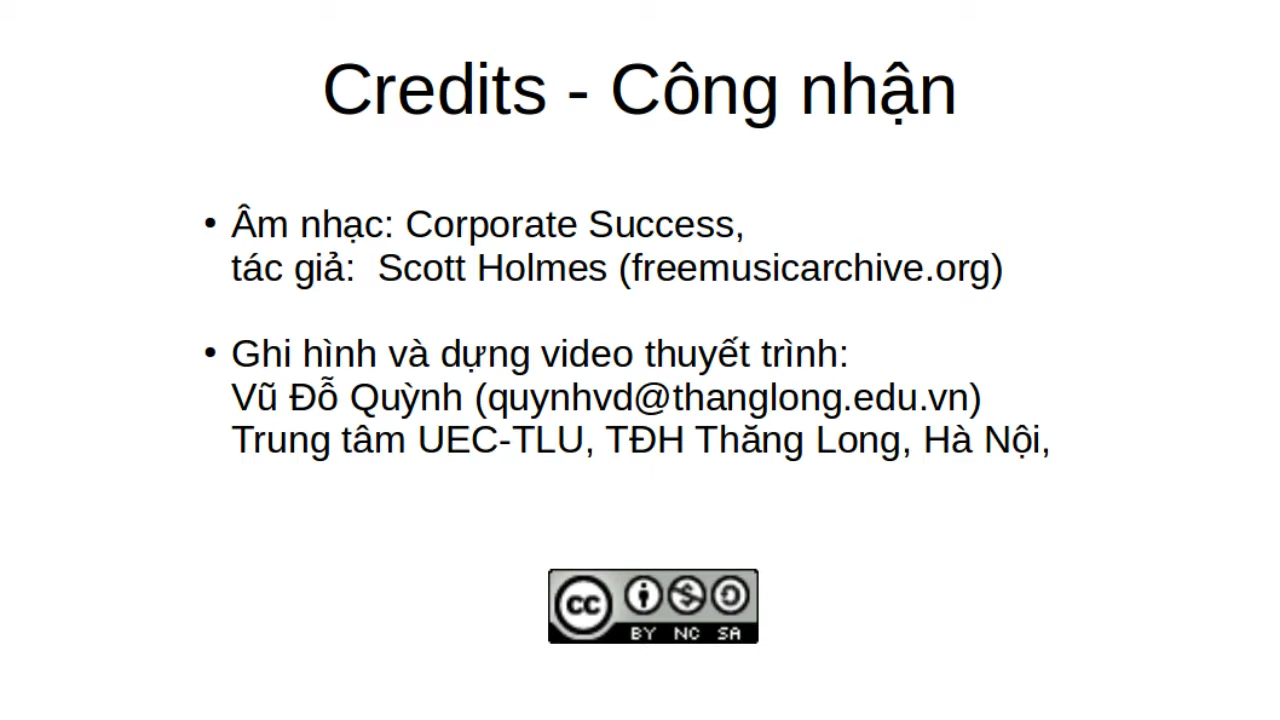 Credits - Công nhận
• Âm nhạc: Corporate Success,
tác giả:  Scott Holmes (freemusicarchive.org)
• Ghi hình và dựng video thuyết trình:
Vũ Đỗ Quỳnh (quynhvd@thanglong.edu.vn)
Trung tâm UEC-TLU, TĐH Thăng Long, Hà Nội,
cc
BY NC SA